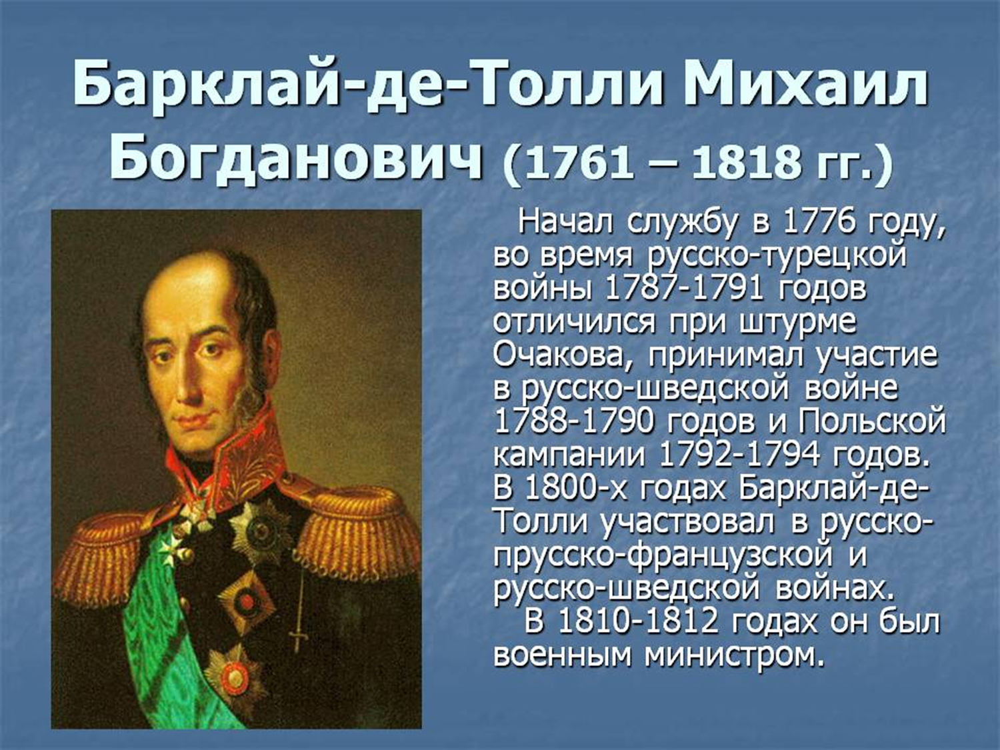 Барклай-де-Толли Михаил
Богданович (1761 – 1818 гг.)
Начал службу в 1776 году,
во время русско-турецкой
войны 1787-1791 годов
отличился при штурме
Очакова, принимал участие
в русско-шведской войне
1788-1790 годов и Польской
кампании 1792-1794 годов.
В 1800-х годах Барклай-де-
Толли участвовал в русско-
прусско-французской и
русско-шведской войнах.
В 1810-1812 годах он был
военным министром.